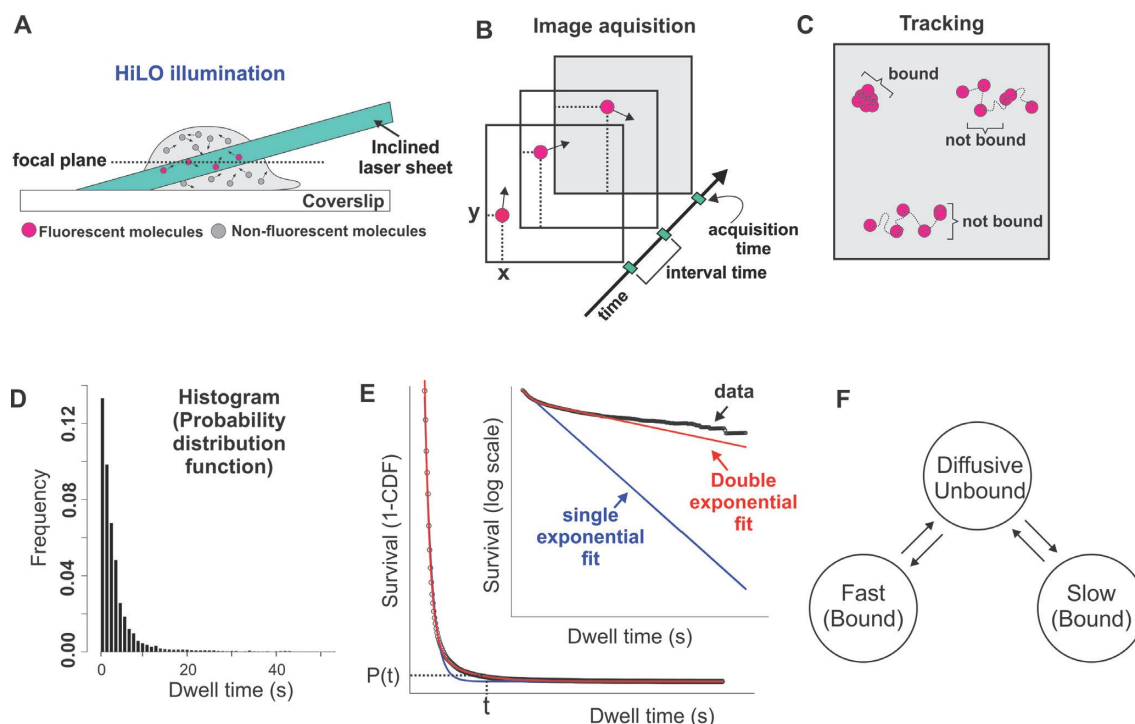 A
HiLO illumination
focal plane
Inclined
laser sheet
Coverslip
Fluorescent molecules
Non-fluorescent molecules
B
Image aquisition
y
x
acquisition
time
interval time
time
C
Tracking
bound
not bound
not bound
D
Histogram
(Probability
distribution
function)
Frequency
0.12
0.08
0.04
0.00
0
20
40
Dwell time (s)
E
Survival (1-CDF)
P(t)
t
Dwell time (s)
Survival (log scale)
data
Double
exponential
fit
single
exponential
fit
Dwell time (s)
F
Diffusive
Unbound
Fast
(Bound)
Slow
(Bound)